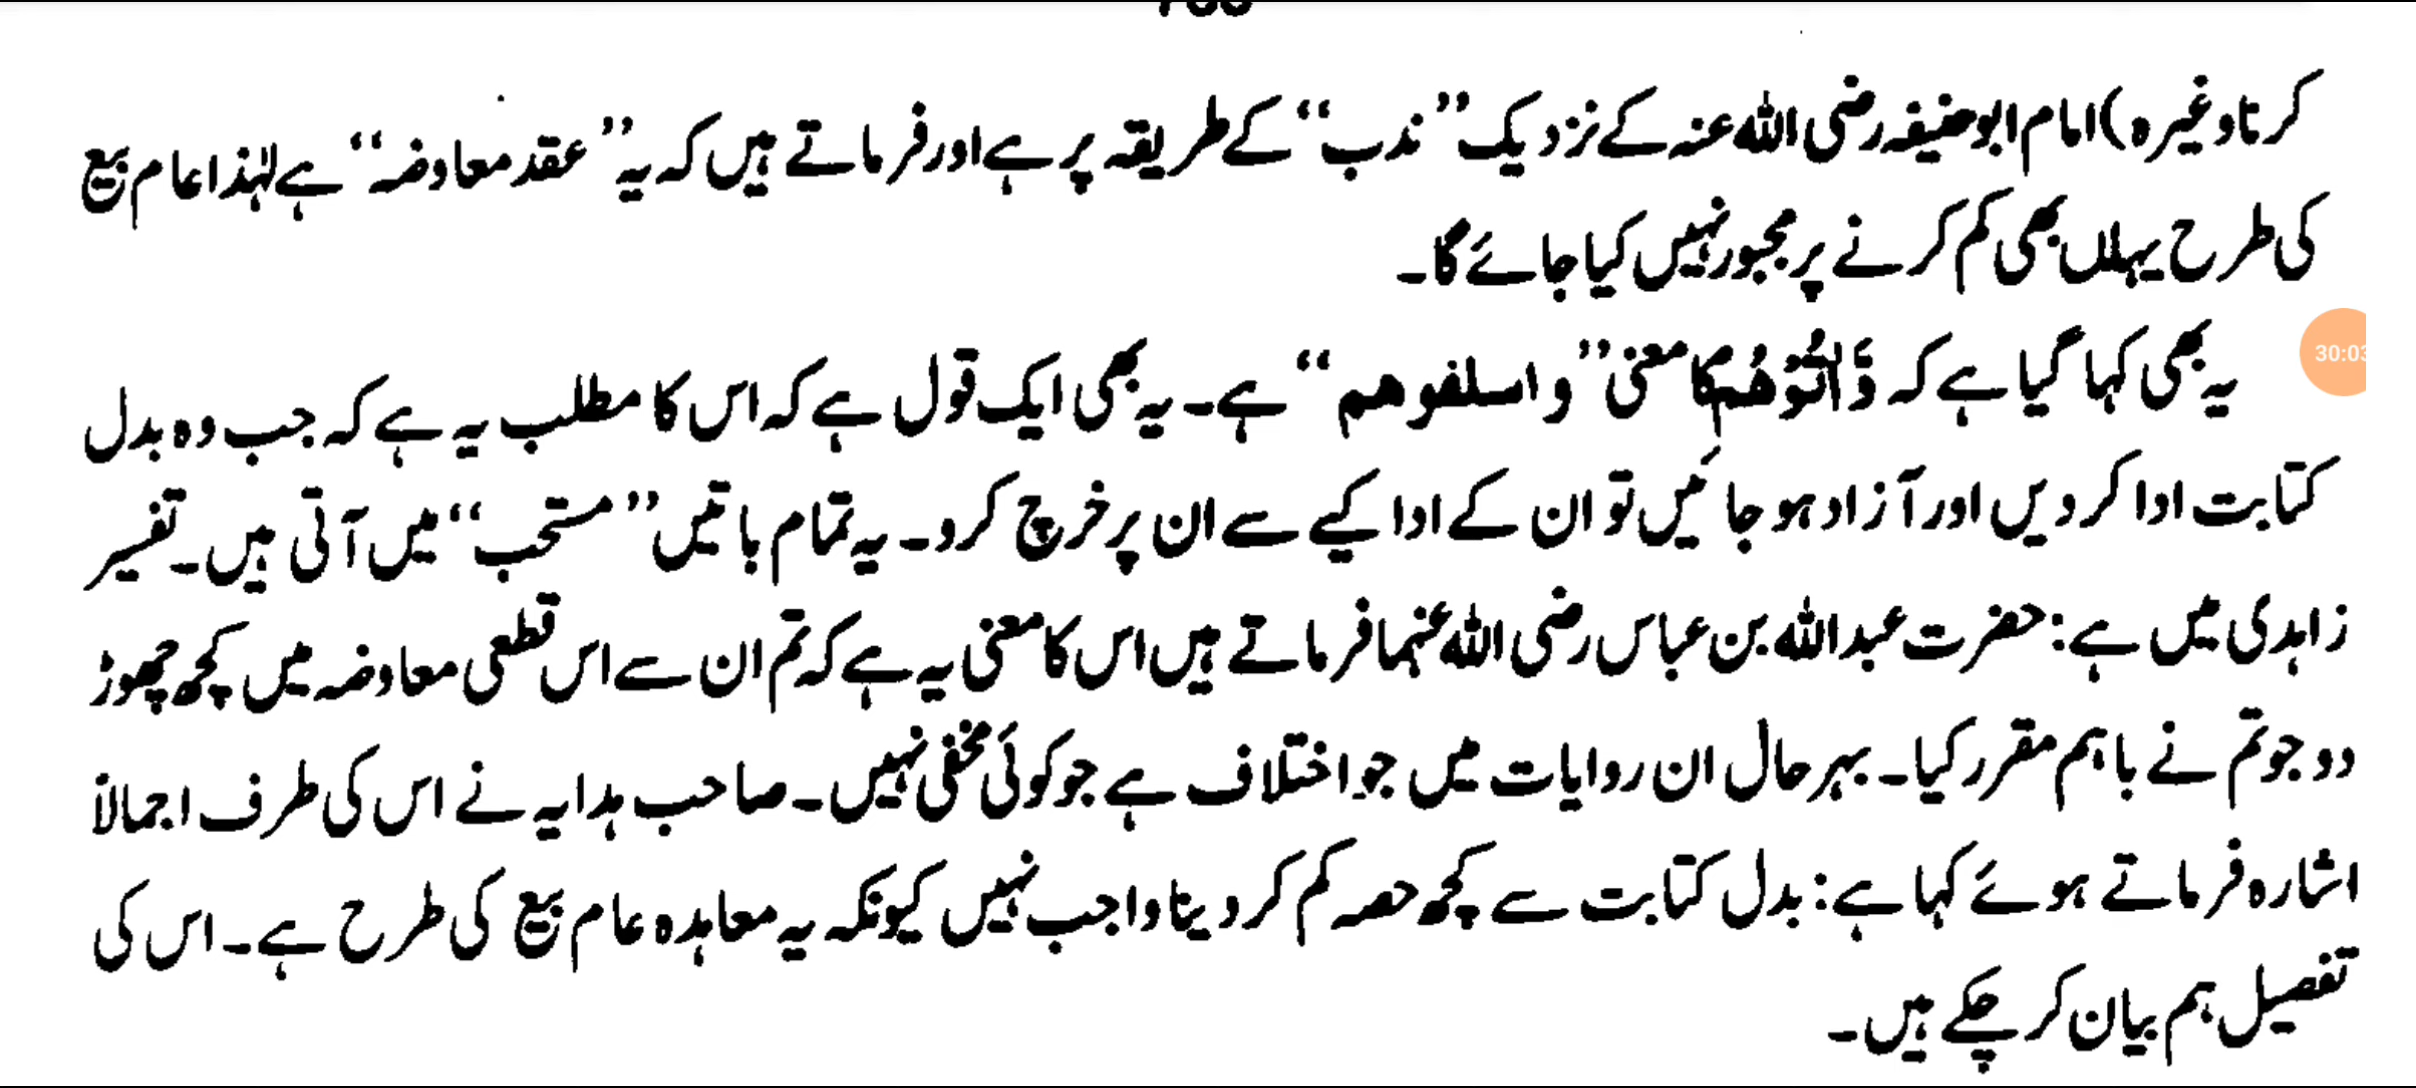 کرنا وغیرہ) امام ابوحنیفہ رضی اللہ عنہ کے نزدیک ”ندب“ کے طریقہ پر ہے اور فرماتے ہیں کہ یہ ”عقد معاوضہ“ ہے لہٰذا عام بیع
کی طرح یہاں بھی کم کرنے پر مجبور نہیں کیا جائے گا۔
یہ بھی کہا گیا ہے کہ وَّاٰتُوْهُمْ کا معنی ”واسلفوهم“ ہے۔ یہ بھی ایک قول ہے کہ اس کا مطلب یہ ہے کہ جب وہ بدل
30:03
کتابت ادا کر دیں اور آزاد ہو جائیں تو ان کے ادا کیے سے ان پر خرچ کرو۔ یہ تمام باتیں ”مستحب“ میں آتی ہیں۔ تفسیر
زاہدی میں ہے: حضرت عبداللہ بن عباس رضی اللہ عنہما فرماتے ہیں اس کا معنی یہ ہے کہ تم ان سے اس قطعی معاوضہ میں کچھ چھوڑ
دو جو تم نے باہم مقرر کیا۔ بہرحال ان روایات میں جو اختلاف ہے جو کوئی مخفی نہیں۔ صاحب ہدایہ نے اس کی طرف اجمالاً
اشارہ فرماتے ہوئے کہا ہے: بدل کتابت سے کچھ حصہ کم کر دینا واجب نہیں کیونکہ یہ معاہدہ عام بیع کی طرح ہے۔ اس کی
تفصیل ہم بیان کر چکے ہیں۔